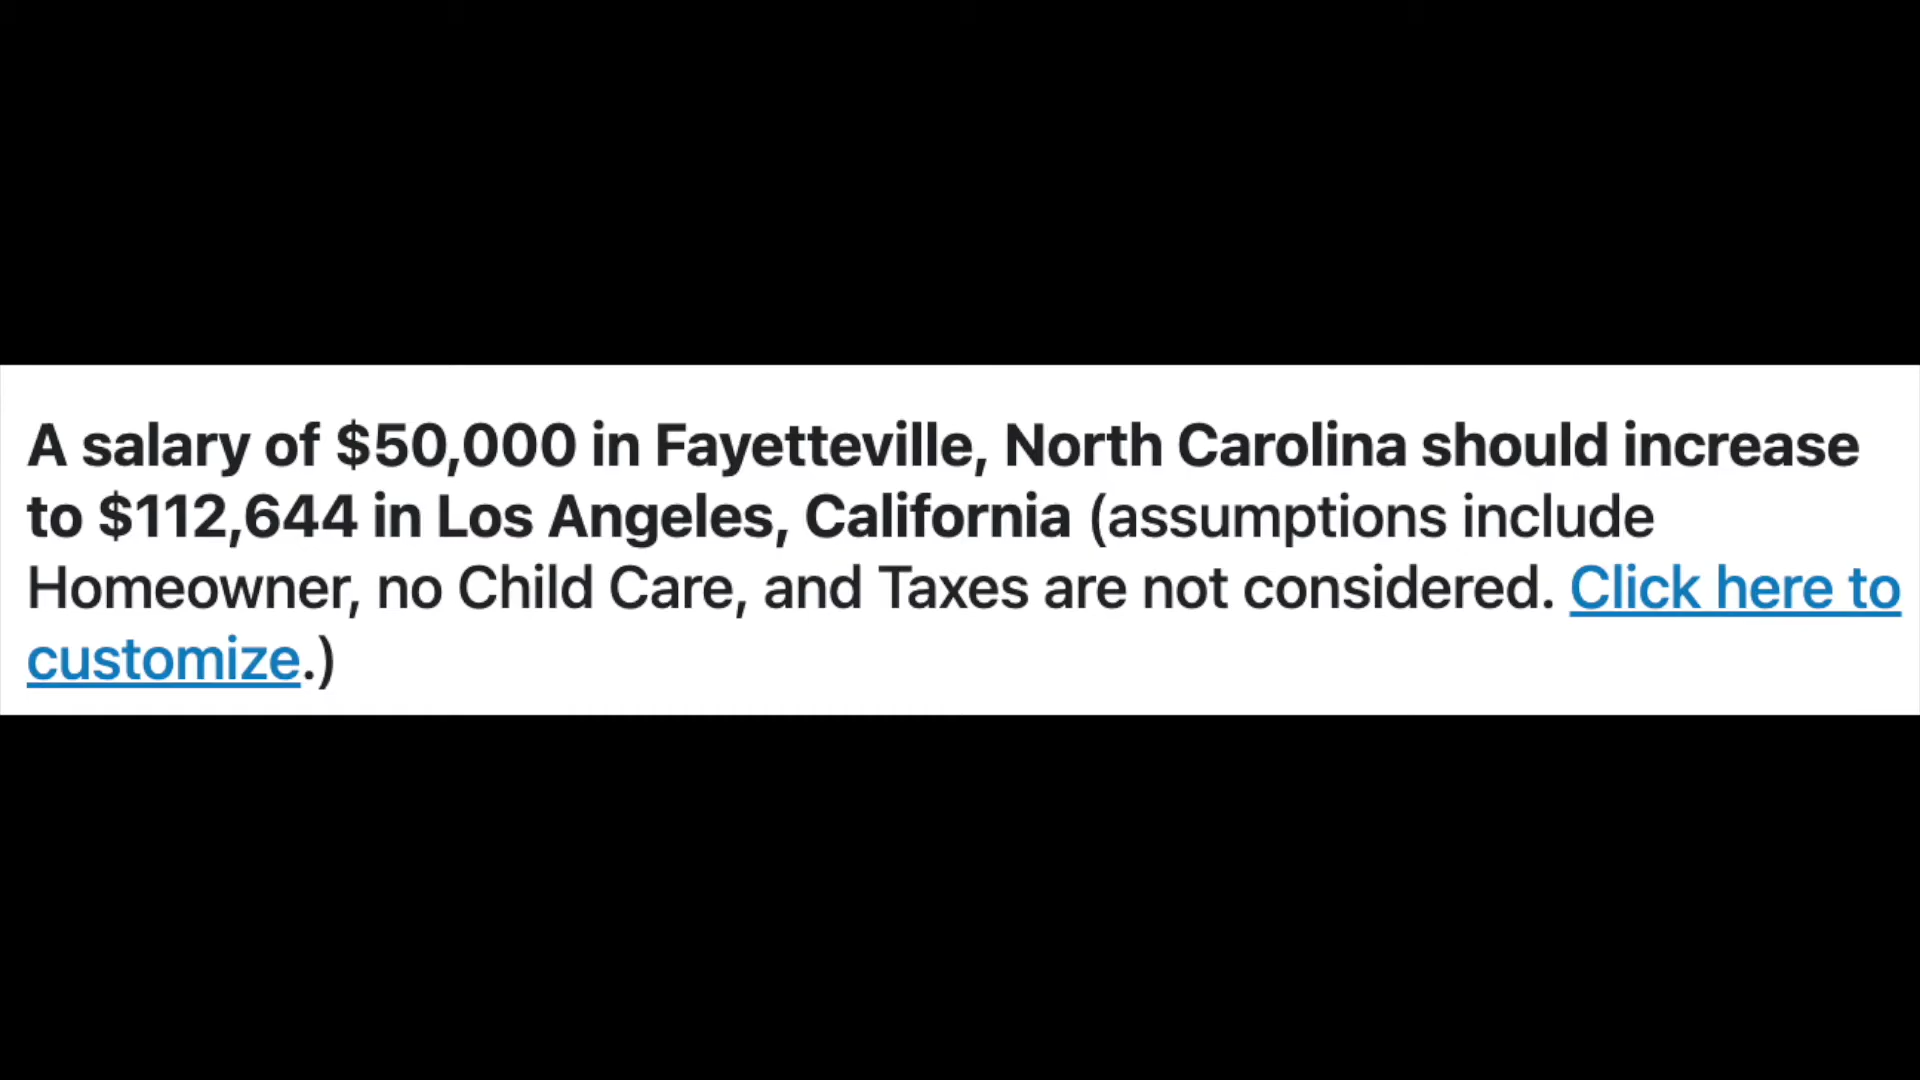 A salary of $50,000 in Fayetteville, North Carolina should increase
to $112,644 in Los Angeles, California (assumptions include
Homeowner, no Child Care, and Taxes are not considered. Click here to
customize.)